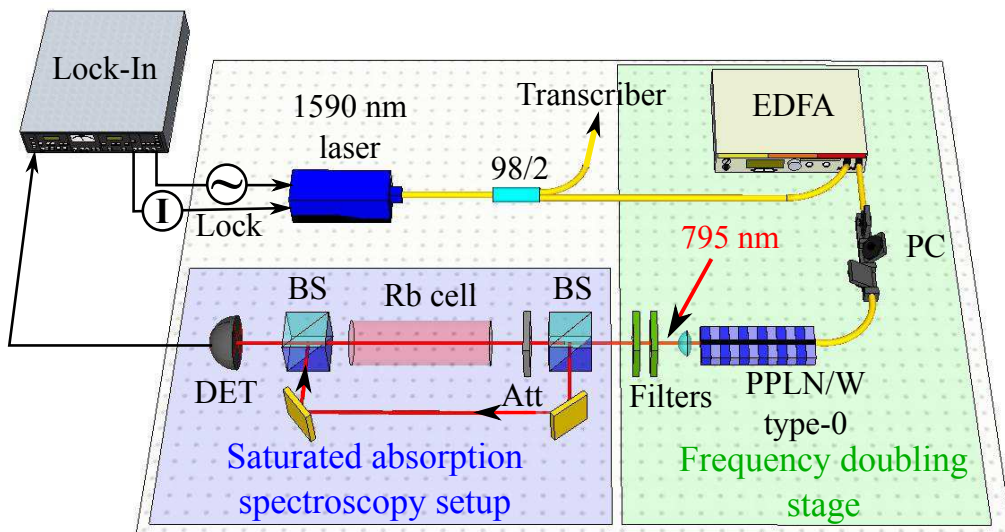 Lock-In
1590 nm
laser
98/2
Transcriber
EDFA
~
I
Lock
795 nm
PC
BS
Rb cell
BS
DET
Att
Filters
PPLN/W
type-0
Saturated absorption
spectroscopy setup
Frequency doubling
stage